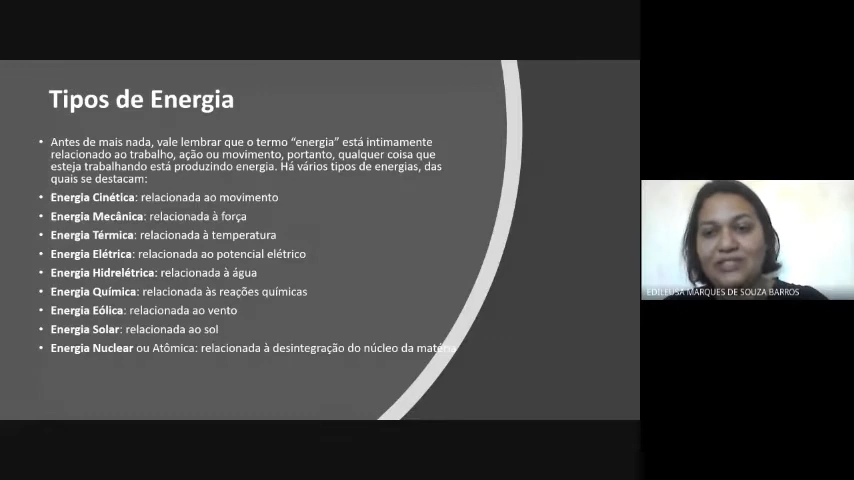 Tipos de Energia
• Antes de mais nada, vale lembrar que o termo “energia” está intimamente
relacionado ao trabalho, ação ou movimento, portanto, qualquer coisa que
esteja trabalhando está produzindo energia. Há vários tipos de energias, das
quais se destacam:
• Energia Cinética: relacionada ao movimento
• Energia Mecânica: relacionada à força
• Energia Térmica: relacionada à temperatura
• Energia Elétrica: relacionada ao potencial elétrico
• Energia Hidrelétrica: relacionada à água
• Energia Química: relacionada às reações químicas
• Energia Eólica: relacionada ao vento
• Energia Solar: relacionada ao sol
• Energia Nuclear ou Atômica: relacionada à desintegração do núcleo da matéria
EDILEUSA MARQUES DE SOUZA BARROS